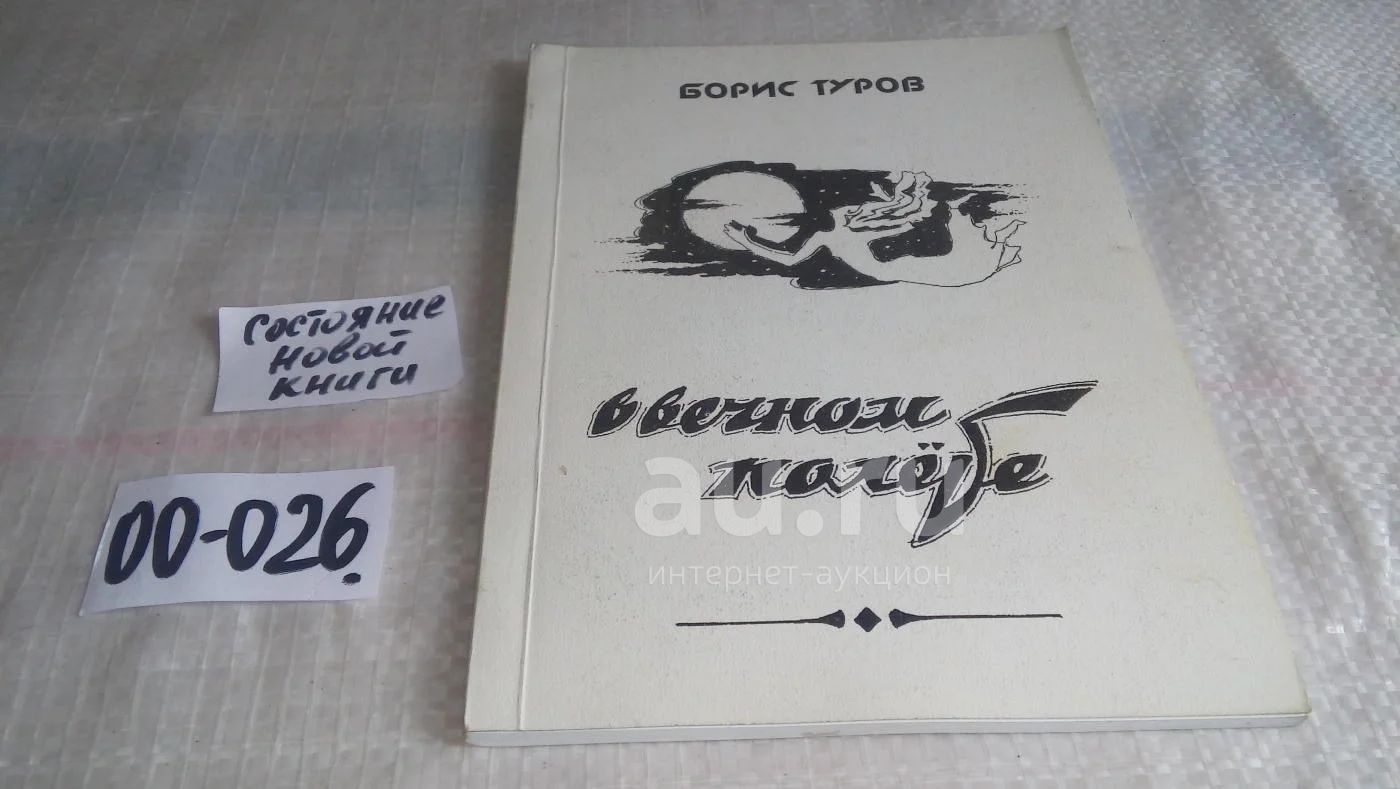 БОРИС ТУРОВ
Состояние
новой
книги
в вечном
полёте
00-026.
au.ru
интернет-аукцион